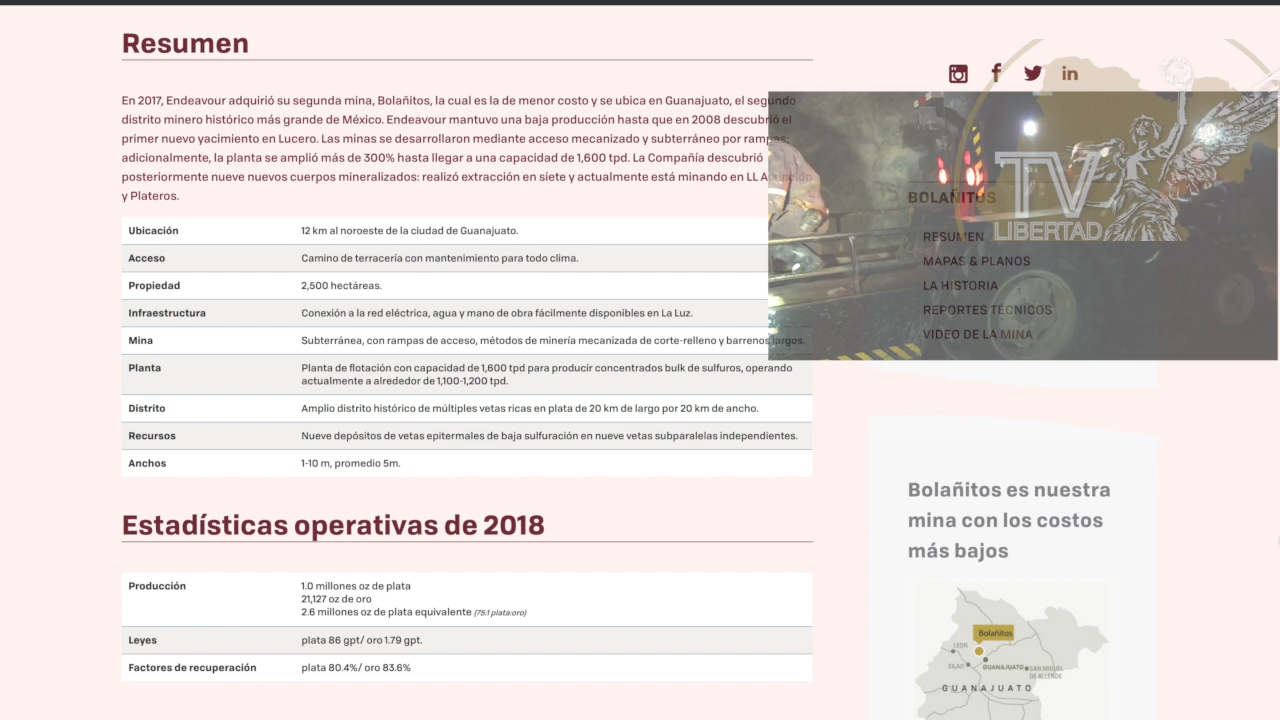 Resumen
En 2017, Endeavour adquirió su segunda mina, Bolañitos, la cual es la de menor costo y se ubica en Guanajuato, el segundo
distrito minero histórico más grande de México. Endeavour mantuvo una baja producción hasta que en 2008 descubrió el
primer nuevo yacimiento en Lucero. Las minas se desarrollaron mediante acceso mecanizado y subterráneo por rampas;
adicionalmente, la planta se amplió más de 300% hasta llegar a una capacidad de 1,600 tpd. La Compañía descubrió
posteriormente nueve nuevos cuerpos mineralizados: realizó extracción en siete y actualmente está minando en LL Asunción
y Plateros.
Ubicación 12 km al noroeste de la ciudad de Guanajuato.
Acceso Camino de terracería con mantenimiento para todo clima.
Propiedad 2,500 hectáreas.
Infraestructura Conexión a la red eléctrica, agua y mano de obra fácilmente disponibles en La Luz.
Mina Subterránea, con rampas de acceso, métodos de minería mecanizada de corte-relleno y barrenos largos.
Planta Planta de flotación con capacidad de 1,600 tpd para producir concentrados bulk de sulfuros, operando
actualmente a alrededor de 1,100-1,200 tpd.
Distrito Amplio distrito histórico de múltiples vetas ricas en plata de 20 km de largo por 20 km de ancho.
Recursos Nueve depósitos de vetas epitermales de baja sulfuración en nueve vetas subparalelas independientes.
Anchos 1-10 m, promedio 5m.
Estadísticas operativas de 2018
Producción 1.0 millones oz de plata
21,127 oz de oro
2.6 millones oz de plata equivalente (75:1 plata:oro)
Leyes plata 86 gpt/ oro 1.79 gpt.
Factores de recuperación plata 80.4%/ oro 83.6%
TV
LIBERTAD
BOLAÑITOS
RESUMEN
MAPAS & PLANOS
LA HISTORIA
REPORTES TÉCNICOS
VIDEO DE LA MINA
Bolañitos es nuestra
mina con los costos
más bajos
Bolañitos
LEÓN
SILAO
GUANAJUATO
SAN MIGUEL
DE ALLENDE
GUANAJUATO